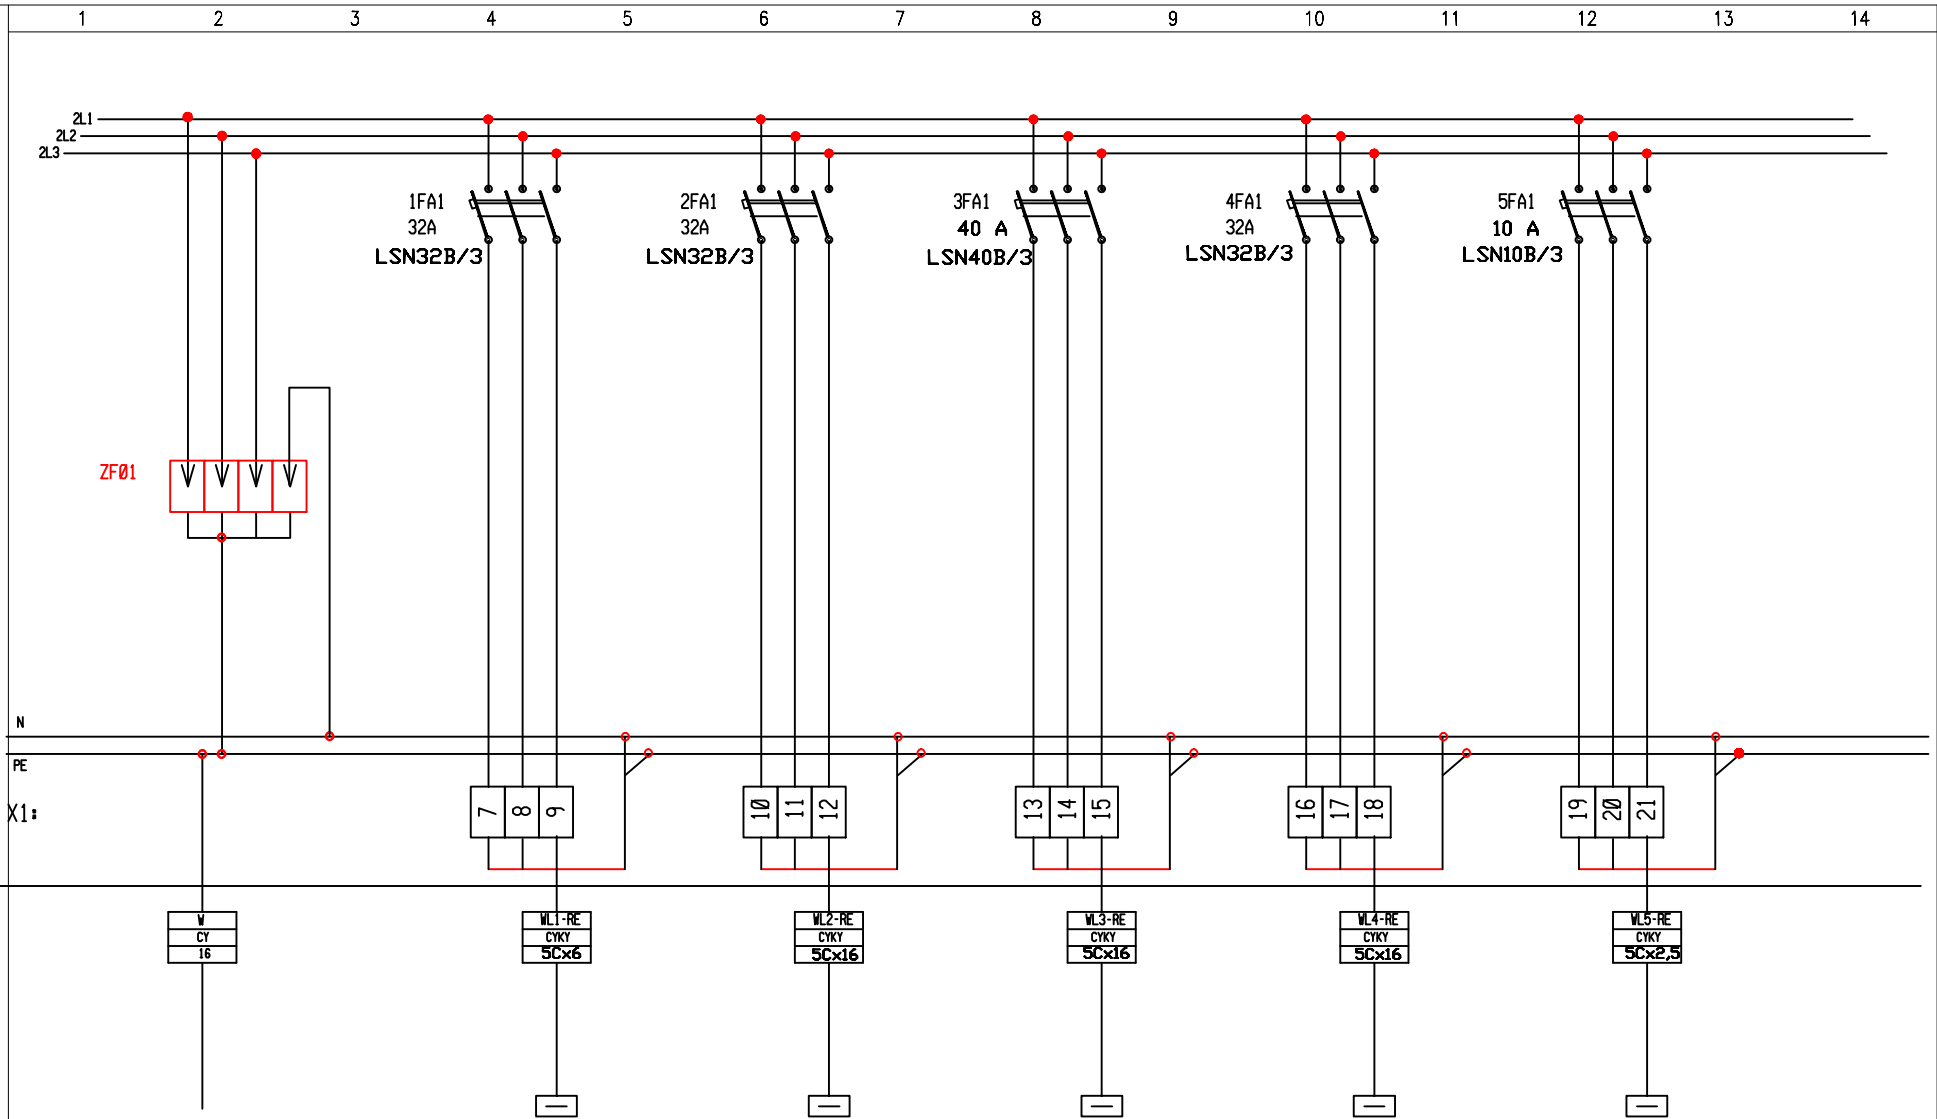 1 2 3 4 5 6 7 8 9 10 11 12 13 14
2L1
2L2
2L3
1FA1 2FA1 3FA1 4FA1 5FA1
32A 32A 40 A 32A 10 A
LSN32B/3 LSN32B/3 LSN40B/3 LSN32B/3 LSN10B/3
ZF01
N
PE
X1:
7 8 9 10 11 12 13 14 15 16 17 18 19 20 21
W WL1-RE WL2-RE WL3-RE WL4-RE WL5-RE
CY CYKY CYKY CYKY CYKY CYKY
16 5Cx6 5Cx16 5Cx16 5Cx16 5Cx2,5